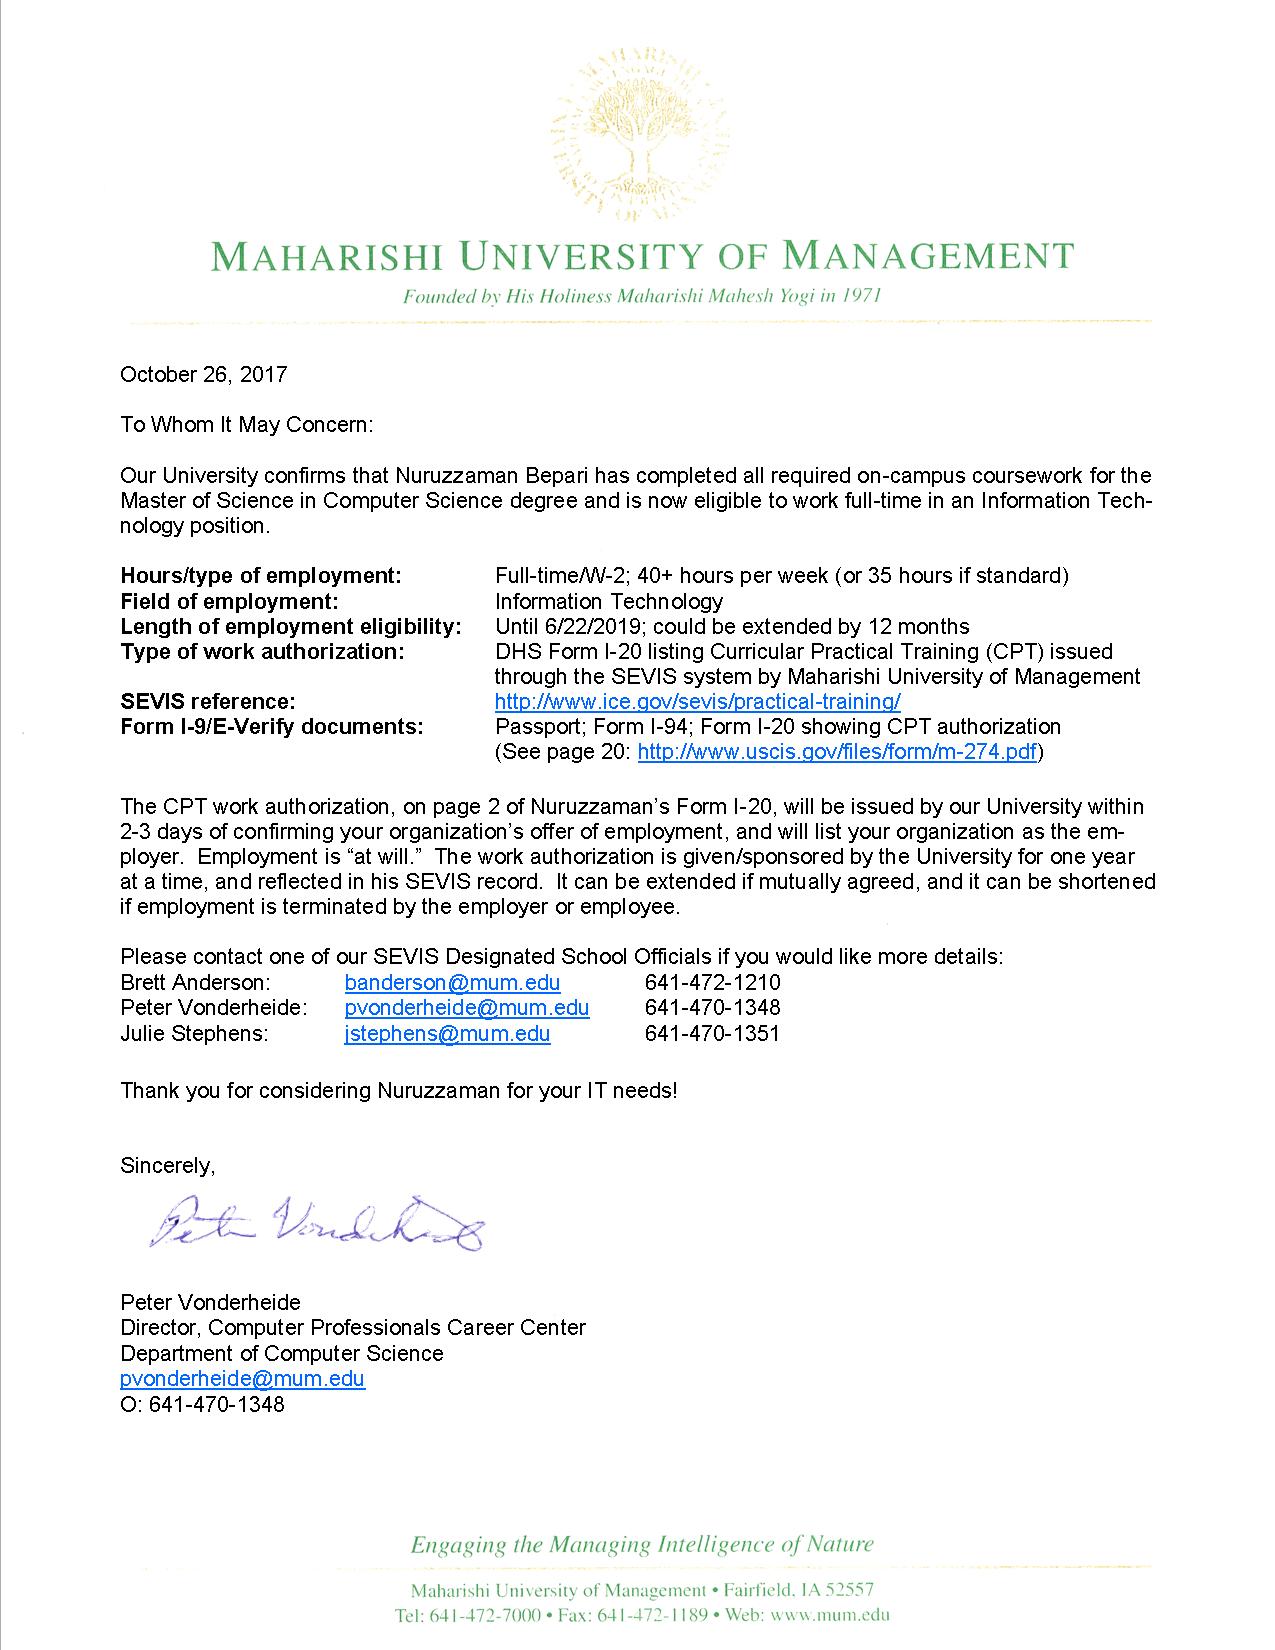 MAHARISHI UNIVERSITY OF MANAGEMENT
Founded by His Holiness Maharishi Mahesh Yogi in 1971
October 26, 2017
To Whom It May Concern:
Our University confirms that Nuruzzaman Bepari has completed all required on-campus coursework for the
Master of Science in Computer Science degree and is now eligible to work full-time in an Information Tech-
nology position.
Hours/type of employment: Full-time/W-2; 40+ hours per week (or 35 hours if standard)
Field of employment: Information Technology
Length of employment eligibility: Until 6/22/2019; could be extended by 12 months
Type of work authorization: DHS Form I-20 listing Curricular Practical Training (CPT) issued
through the SEVIS system by Maharishi University of Management
SEVIS reference: http://www.ice.gov/sevis/practical-training/
Form I-9/E-Verify documents: Passport; Form I-94; Form I-20 showing CPT authorization
(See page 20: http://www.uscis.gov/files/form/m-274.pdf)
The CPT work authorization, on page 2 of Nuruzzaman’s Form I-20, will be issued by our University within
2-3 days of confirming your organization’s offer of employment, and will list your organization as the em-
ployer.  Employment is “at will.”  The work authorization is given/sponsored by the University for one year
at a time, and reflected in his SEVIS record.  It can be extended if mutually agreed, and it can be shortened
if employment is terminated by the employer or employee.
Please contact one of our SEVIS Designated School Officials if you would like more details:
Brett Anderson: banderson@mum.edu 641-472-1210
Peter Vonderheide: pvonderheide@mum.edu 641-470-1348
Julie Stephens: jstephens@mum.edu 641-470-1351
Thank you for considering Nuruzzaman for your IT needs!
Sincerely,
Peter Vonderheide
Director, Computer Professionals Career Center
Department of Computer Science
pvonderheide@mum.edu
O: 641-470-1348
Engaging the Managing Intelligence of Nature
Maharishi University of Management • Fairfield, IA 52557
Tel: 641-472-7000 • Fax: 641-472-1189 • Web: www.mum.edu